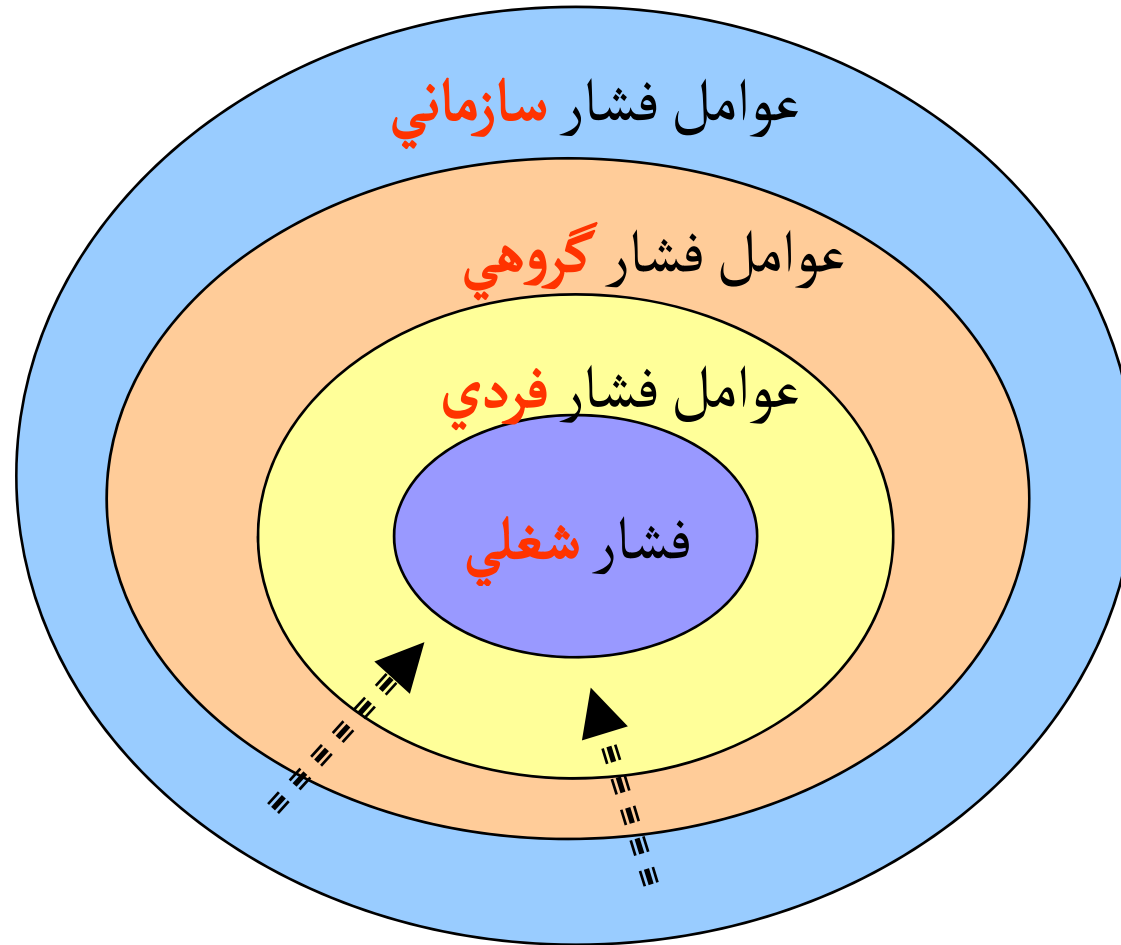 عوامل فشار سازماني
عوامل فشار گروهي
عوامل فشار فردي
فشار شغلي